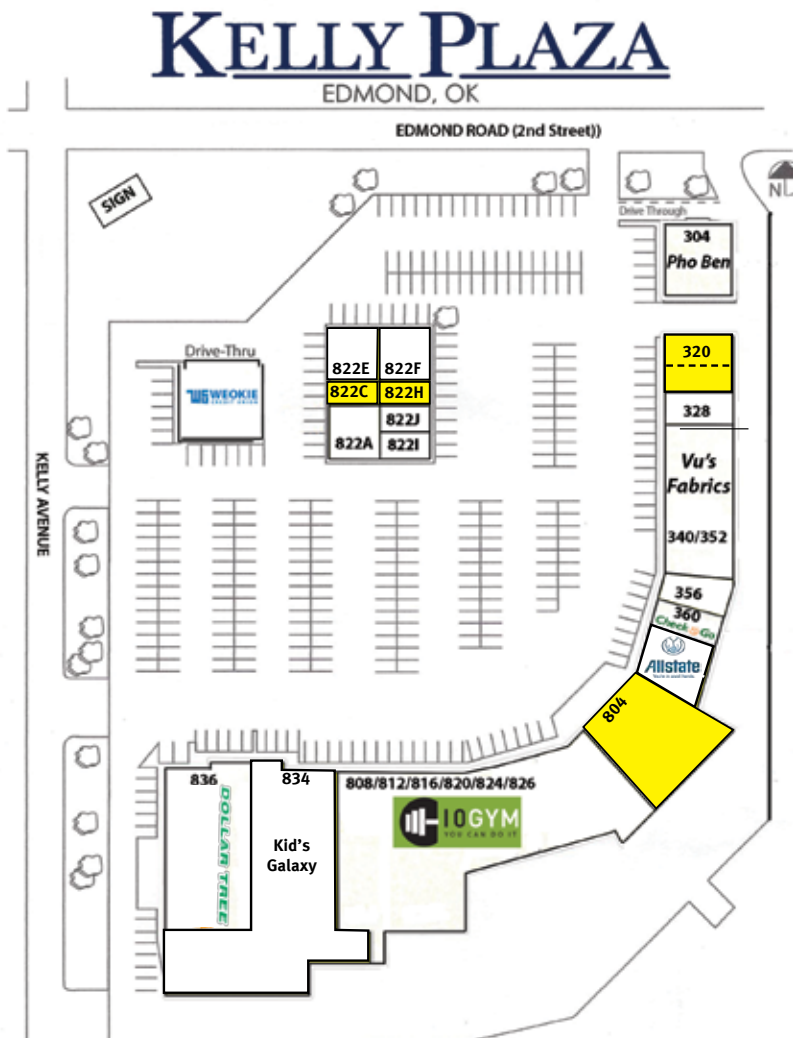 KELLY PLAZA
EDMOND, OK
EDMOND ROAD (2nd Street))
SIGN
N
Drive Through
304
Pho Ben
320
328
Vu's
Fabrics
340/352
356
360
Check Go
Allstate
You're in good hands.
804
Drive-Thru
WEOKIE
CREDIT UNION
822E
822F
822C
822H
822J
822A
822I
KELLY AVENUE
836
834
808/812/816/820/824/826
DOLLAR TREE
Kid's
Galaxy
10GYM
YOU CAN DO IT